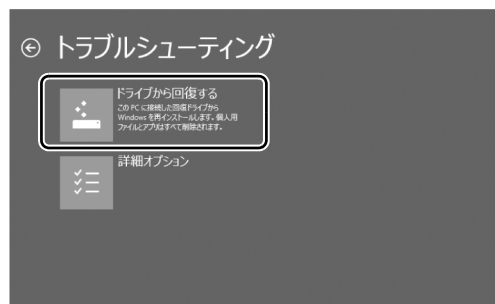 トラブルシューティング
ドライブから回復する
この PC に接続した回復ドライブから
Windows を再インストールします。個人用
ファイルとアプリはすべて削除されます。
詳細オプション